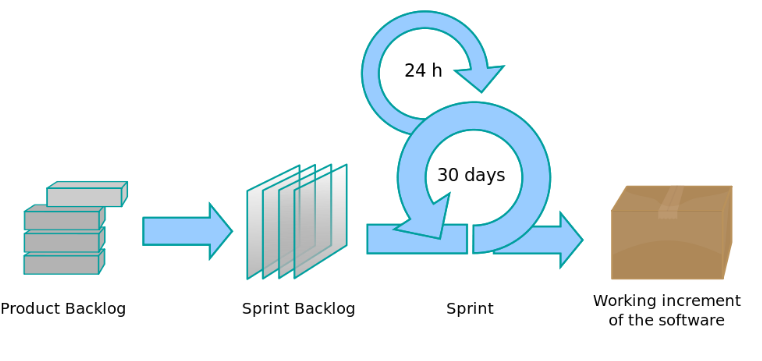 24 h
30 days
Product Backlog
Sprint Backlog
Sprint
Working increment
of the software